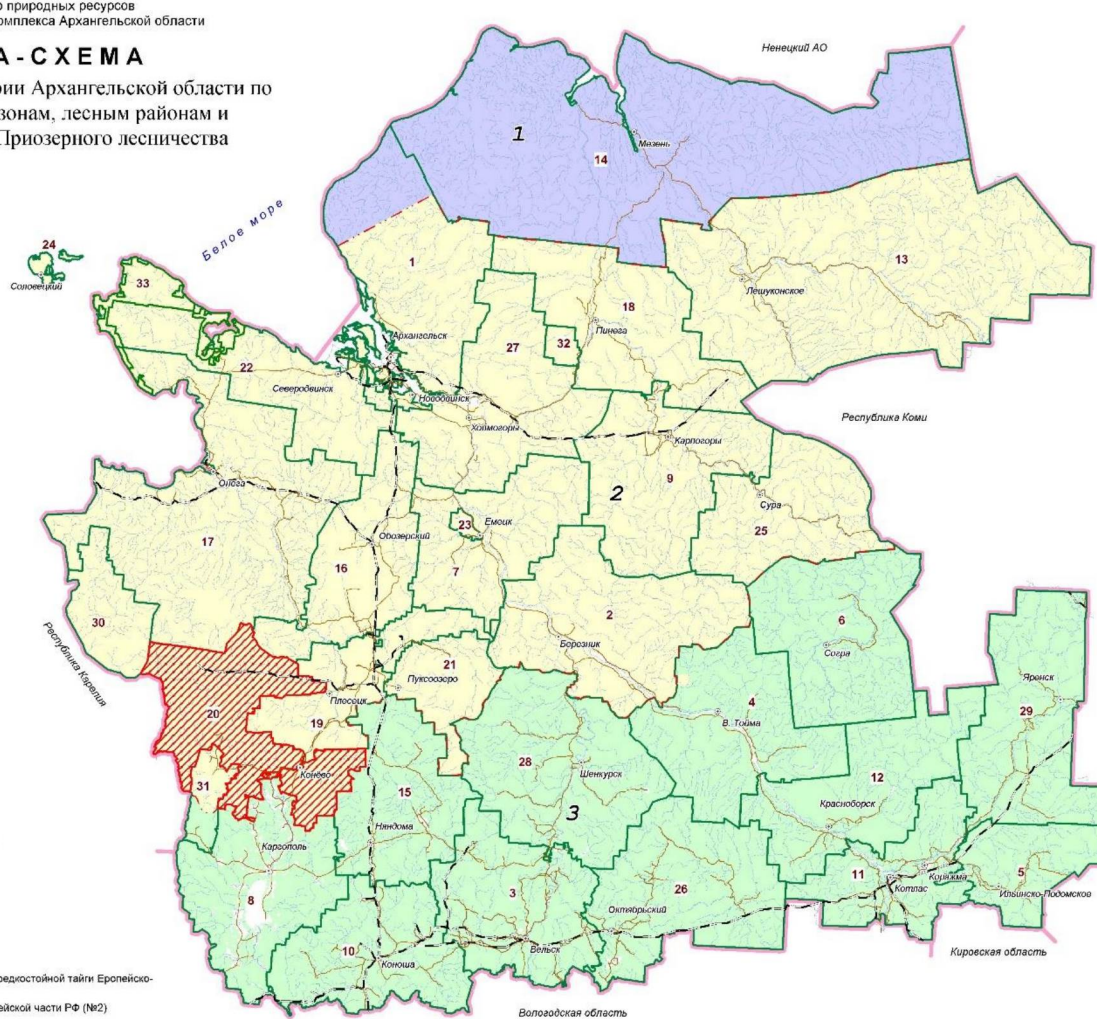 о природных ресурсов
омплекса Архангельской области
А - С Х Е М А
рии Архангельской области по
зонам, лесным районам и
Приозерного лесничества
Ненецкий АО
1
Мезень
14
Белое море
24
Соловецкий
33
1
13
Лешуконское
18
Пинега
32
27
Архангельск
22
Северодвинск
Новодвинск
Холмогоры
Республика Коми
Карпогоры
9
2
Сура
25
Онега
23
Емецк
Обозерский
17
16
7
2
30
6
Согра
Березник
Республика Карелия
21
Пуксоозеро
Яренск
29
4
В. Тойма
Плесецк
20
19
28
Шенкурск
12
Конёво
31
15
3
Красноборск
Няндома
Каргополь
11
Коряжма
5
Котлас
Ильинско-Подомское
8
3
26
Октябрьский
10
Вельск
Коноша
Кировская область
редкостойной тайги Европейско-
ейской части РФ (№2)
Вологодская область